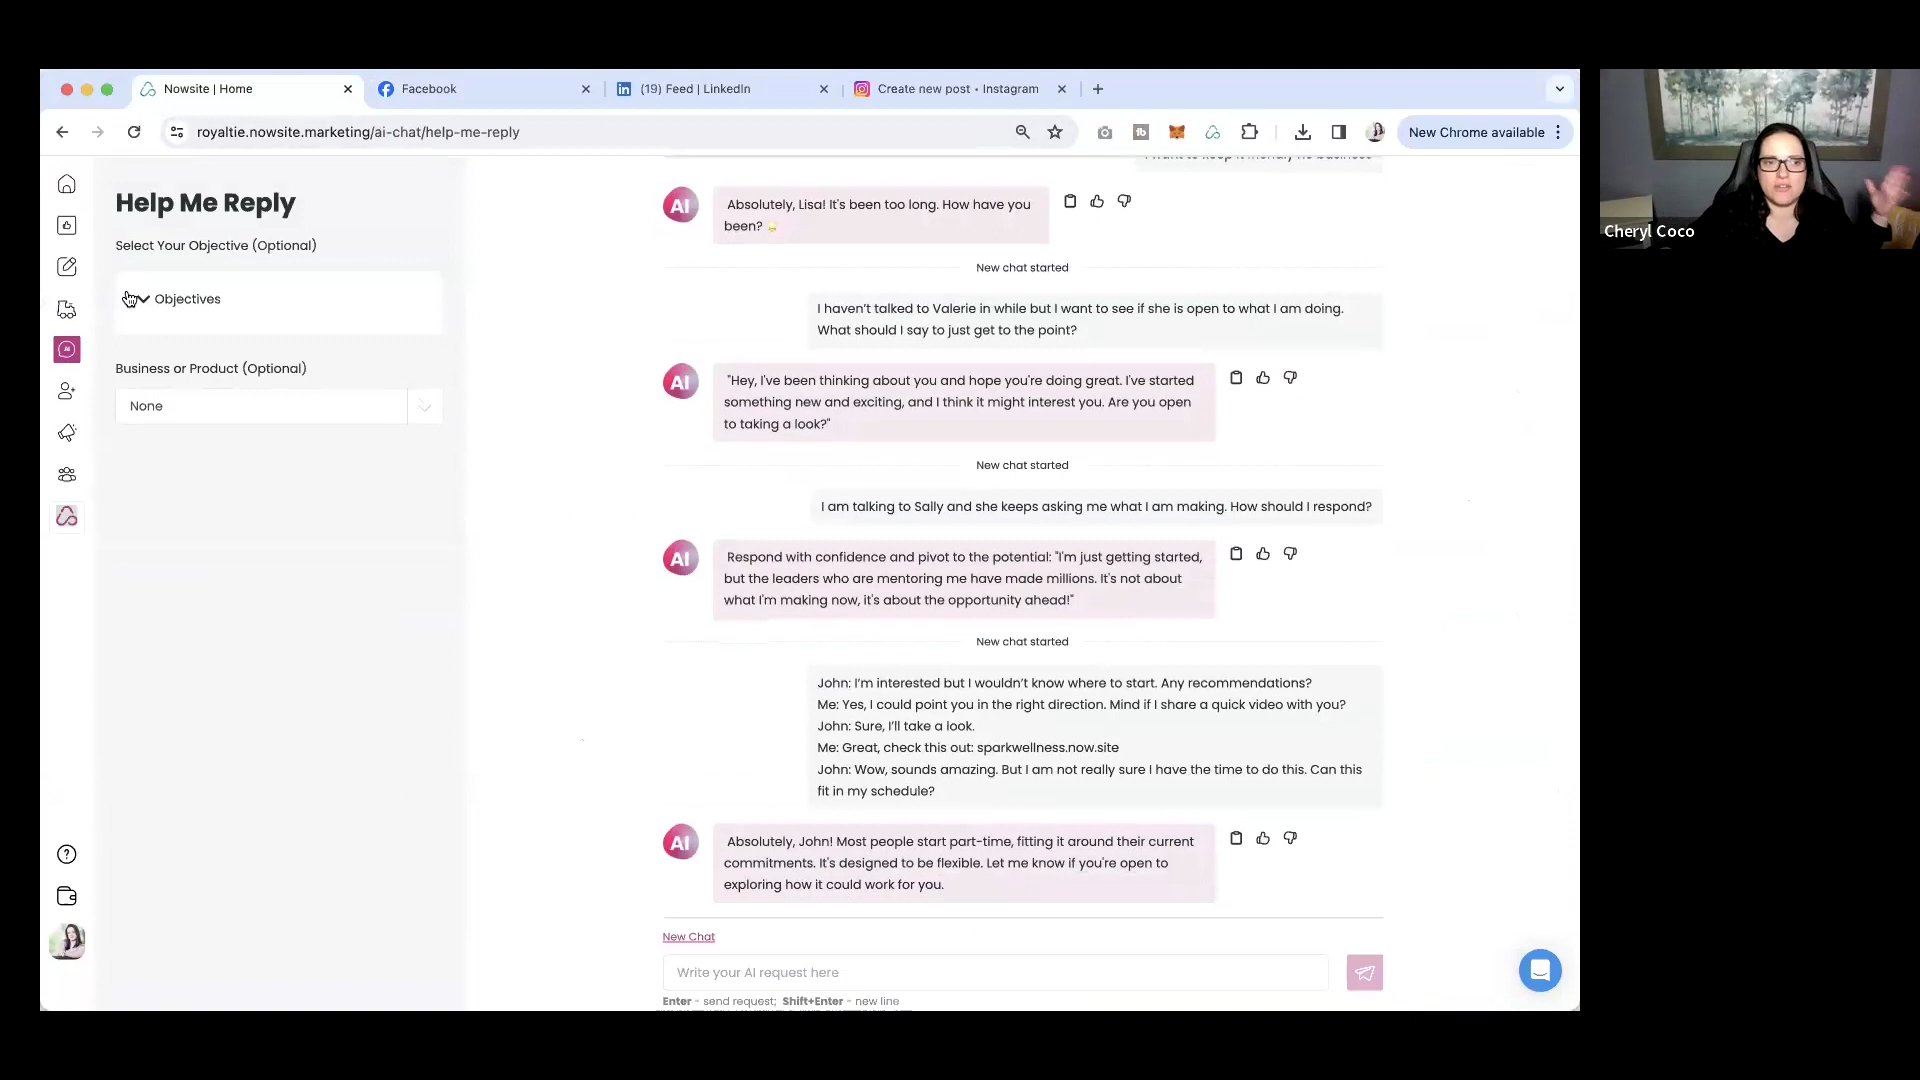 Nowsite | Home
Facebook
(19) Feed | LinkedIn
Create new post • Instagram
royaltie.nowsite.marketing/ai-chat/help-me-reply
New Chrome available
Help Me Reply
Select Your Objective (Optional)
Objectives
Business or Product (Optional)
None
I want to keep it friendly no business
AI
Absolutely, Lisa! It's been too long. How have you
been?
New chat started
I haven't talked to Valerie in while but I want to see if she is open to what I am doing.
What should I say to just get to the point?
AI
"Hey, I've been thinking about you and hope you're doing great. I've started
something new and exciting, and I think it might interest you. Are you open
to taking a look?"
New chat started
I am talking to Sally and she keeps asking me what I am making. How should I respond?
AI
Respond with confidence and pivot to the potential: "I'm just getting started,
but the leaders who are mentoring me have made millions. It's not about
what I'm making now, it's about the opportunity ahead!"
New chat started
John: I'm interested but I wouldn't know where to start. Any recommendations?
Me: Yes, I could point you in the right direction. Mind if I share a quick video with you?
John: Sure, I'll take a look.
Me: Great, check this out: sparkwellness.now.site
John: Wow, sounds amazing. But I am not really sure I have the time to do this. Can this
fit in my schedule?
AI
Absolutely, John! Most people start part-time, fitting it around their current
commitments. It's designed to be flexible. Let me know if you're open to
exploring how it could work for you.
New Chat
Write your AI request here
Enter - send request; Shift+Enter - new line
Cheryl Coco